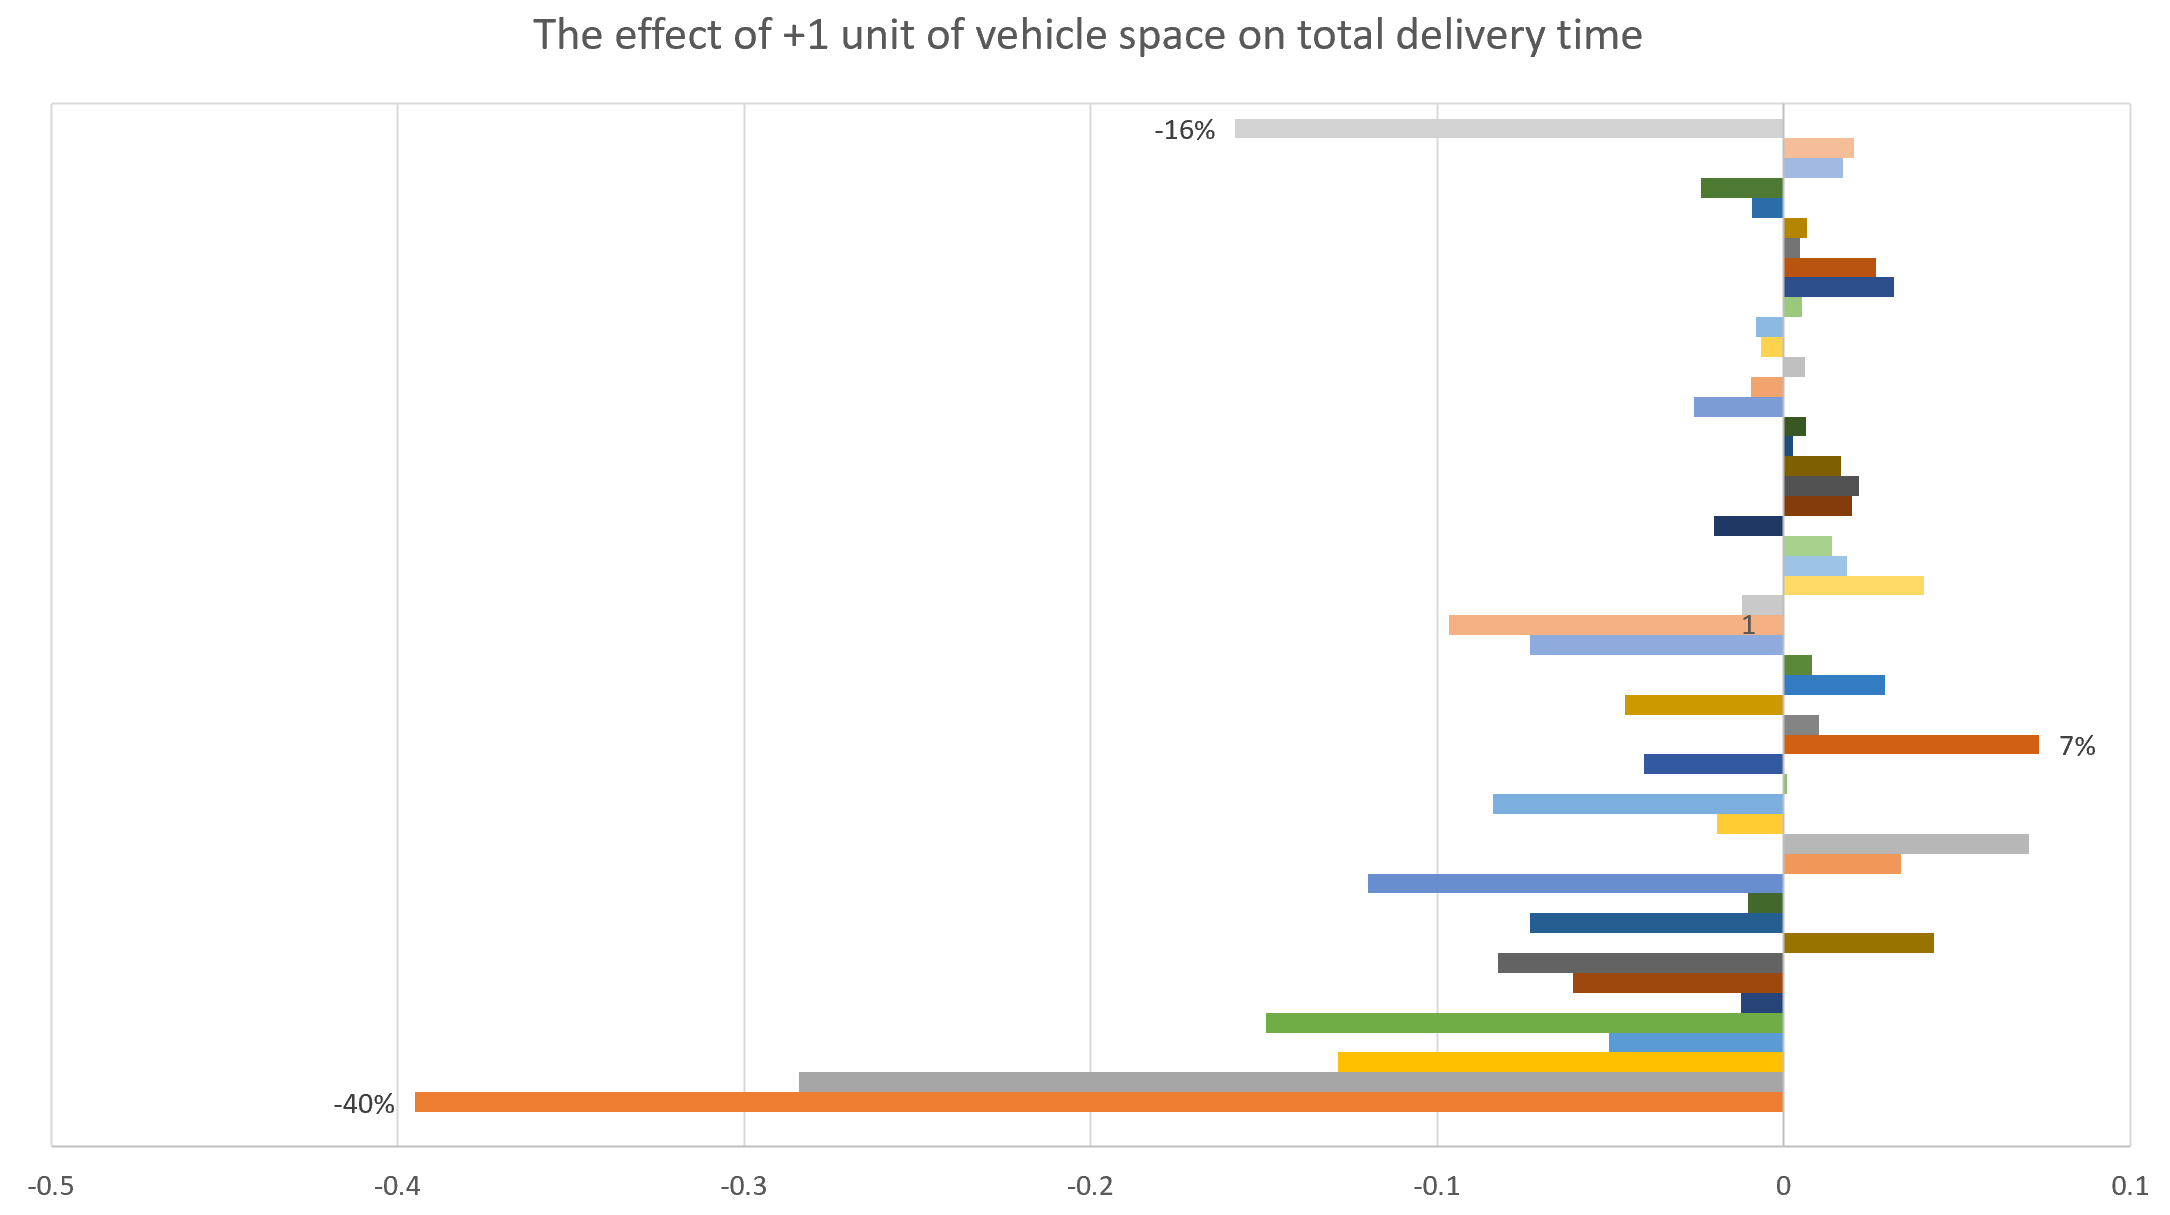 The effect of +1 unit of vehicle space on total delivery time
-16%
1
7%
-40%
-0.5 -0.4 -0.3 -0.2 -0.1 0 0.1